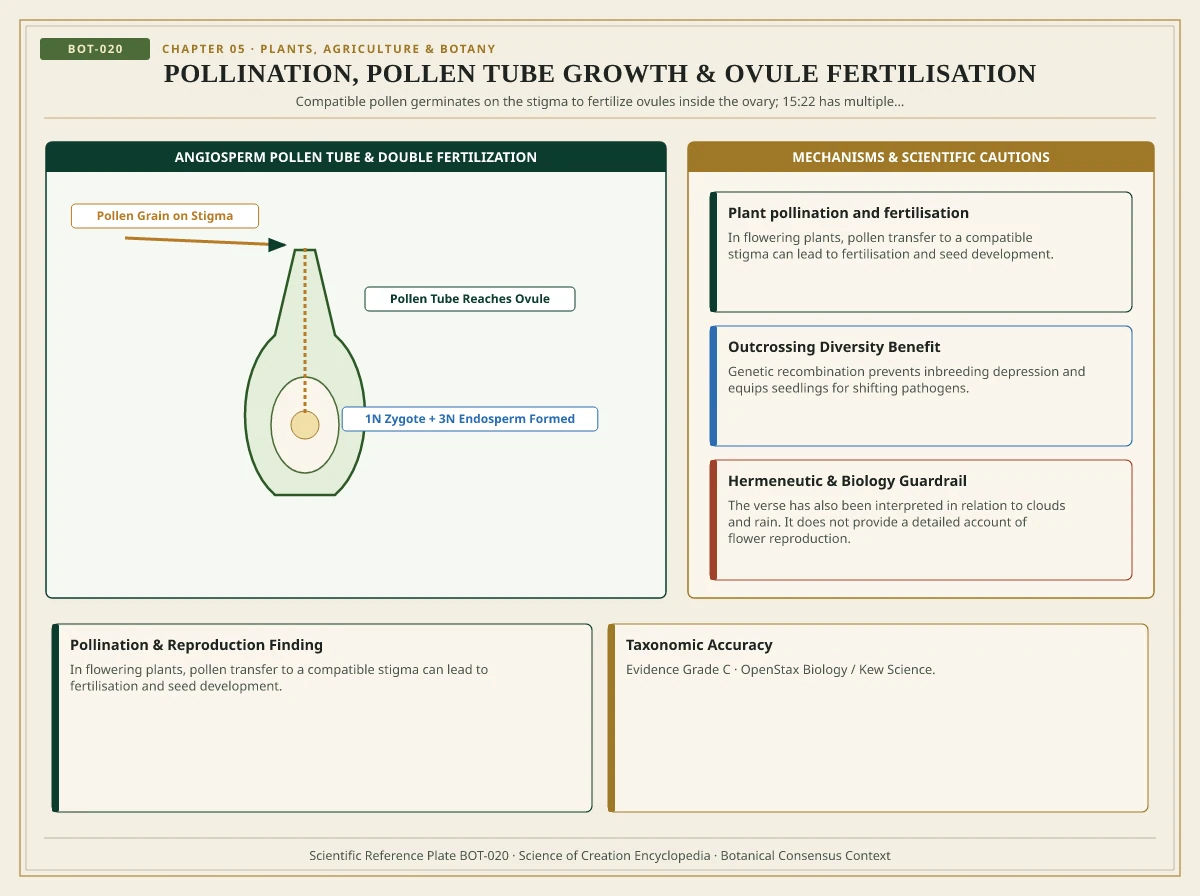 BOT-020
CHAPTER 05 · PLANTS, AGRICULTURE & BOTANY
POLLINATION, POLLEN TUBE GROWTH & OVULE FERTILISATION
Compatible pollen germinates on the stigma to fertilize ovules inside the ovary; 15:22 has multiple...
ANGIOSPERM POLLEN TUBE & DOUBLE FERTILIZATION
Pollen Grain on Stigma
Pollen Tube Reaches Ovule
1N Zygote + 3N Endosperm Formed
MECHANISMS & SCIENTIFIC CAUTIONS
Plant pollination and fertilisation
In flowering plants, pollen transfer to a compatible
stigma can lead to fertilisation and seed development.
Outcrossing Diversity Benefit
Genetic recombination prevents inbreeding depression and
equips seedlings for shifting pathogens.
Hermeneutic & Biology Guardrail
The verse has also been interpreted in relation to clouds
and rain. It does not provide a detailed account of
flower reproduction.
Pollination & Reproduction Finding
In flowering plants, pollen transfer to a compatible stigma can lead to
fertilisation and seed development.
Taxonomic Accuracy
Evidence Grade C · OpenStax Biology / Kew Science.
Scientific Reference Plate BOT-020 · Science of Creation Encyclopedia · Botanical Consensus Context